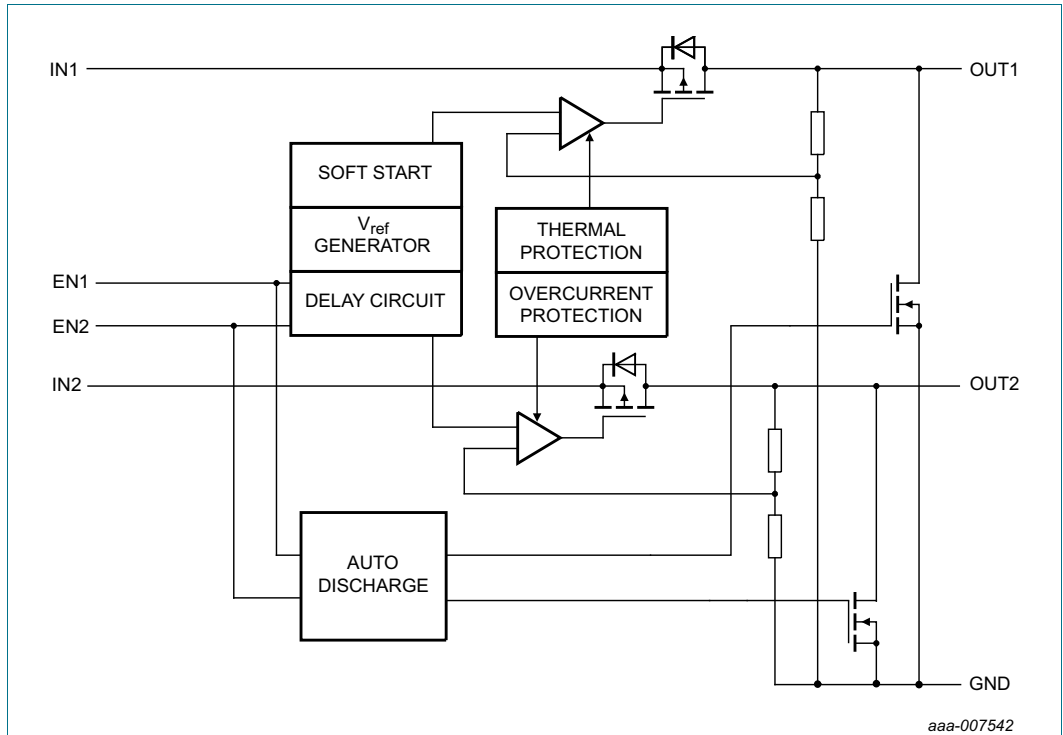 IN1
OUT1
SOFT START
Vref
GENERATOR
THERMAL
PROTECTION
EN1
DELAY CIRCUIT
OVERCURRENT
PROTECTION
EN2
IN2
OUT2
AUTO
DISCHARGE
GND
aaa-007542